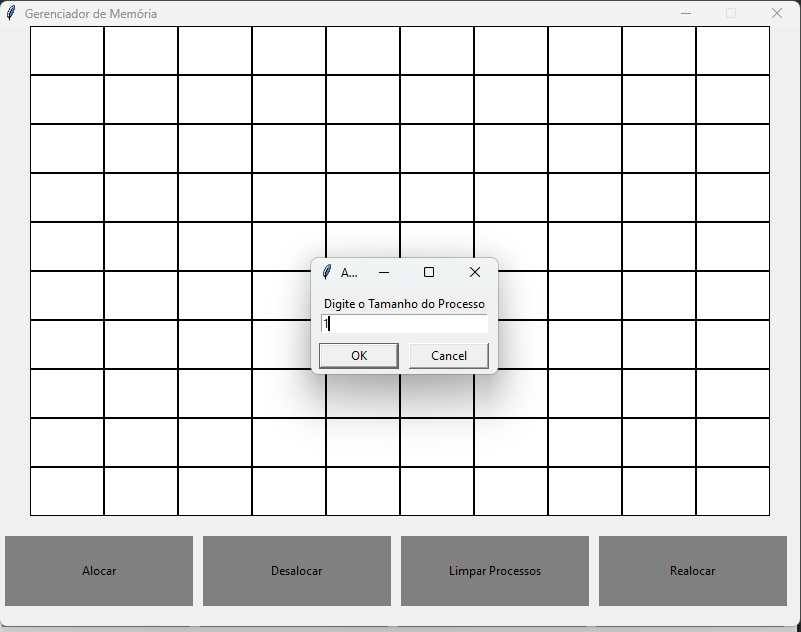 Gerenciador de Memória
A...
Digite o Tamanho do Processo
1
OK Cancel
Alocar Desalocar Limpar Processos Realocar